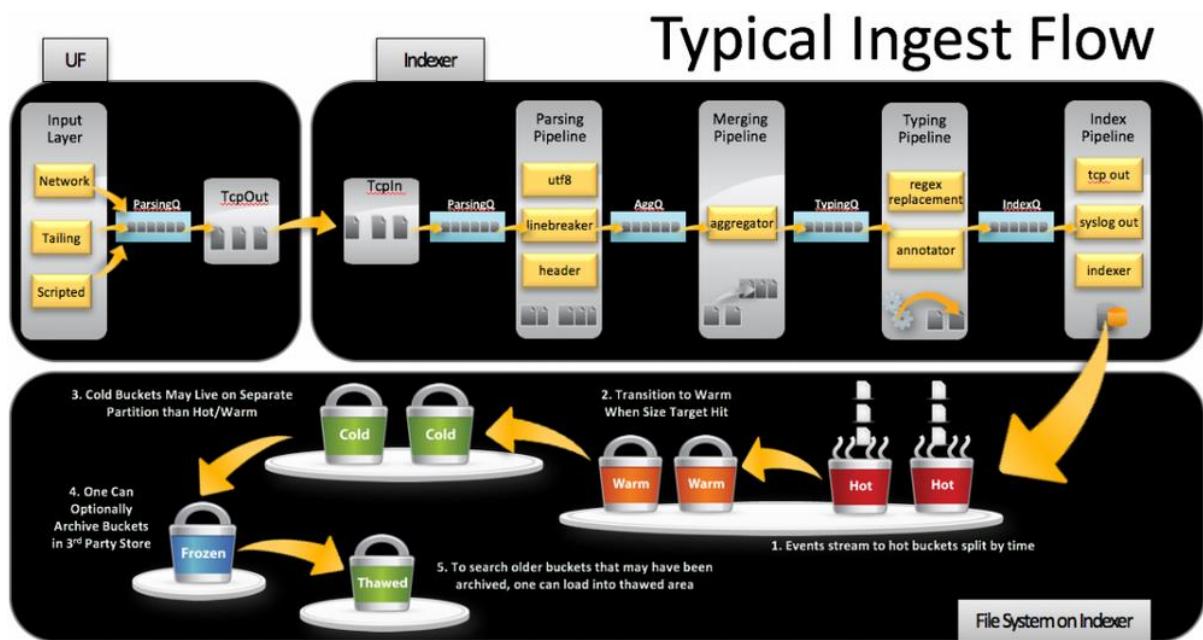 Typical Ingest Flow
UF
Indexer
Input
Layer
Network
Tailing
Scripted
ParsingQ
TcpOut
TcpIn
ParsingQ
Parsing
Pipeline
utf8
linebreaker
header
AggQ
Merging
Pipeline
aggregator
TypingQ
Typing
Pipeline
regex
replacement
annotator
IndexQ
Index
Pipeline
tcp out
syslog out
indexer
3. Cold Buckets May Live on Separate
Partition than Hot/Warm
Cold
Cold
2. Transition to Warm
When Size Target Hit
Warm
Warm
Hot
Hot
1. Events stream to hot buckets split by time
4. One Can
Optionally
Archive Buckets
in 3rd Party Store
Frozen
Thawed
5. To search older buckets that may have been
archived, one can load into thawed area
File System on Indexer